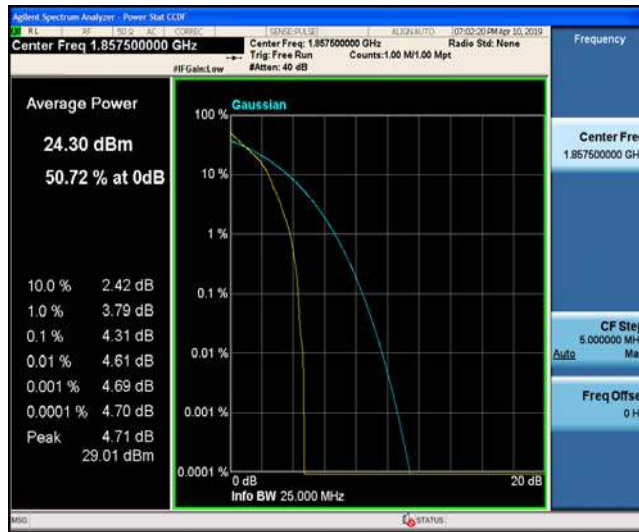 Agilent Spectrum Analyzer - Power Stat CCDF
RL RF 50 Ω AC CORREC SENSE:PULSE ALIGNAUTO 07:02:20 PM Apr 10, 2019
Center Freq 1.857500000 GHz
Center Freq: 1.857500000 GHz Radio Std: None
Trig: Free Run Counts:1.00 M/1.00 Mpt
#IFGain:Low #Atten: 40 dB
Frequency
Average Power
24.30 dBm
50.72 % at 0dB
10.0 % 2.42 dB
1.0 % 3.79 dB
0.1 % 4.31 dB
0.01 % 4.61 dB
0.001 % 4.69 dB
0.0001 % 4.70 dB
Peak 4.71 dB
29.01 dBm
Gaussian
100 %
10 %
1 %
0.1 %
0.01 %
0.001 %
0.0001 %
0 dB 20 dB
Info BW 25.000 MHz
Center Fre
1.857500000 GH
CF Step
5.000000 MH
Auto Ma
Freq Offse
0 H
MSG STATUS